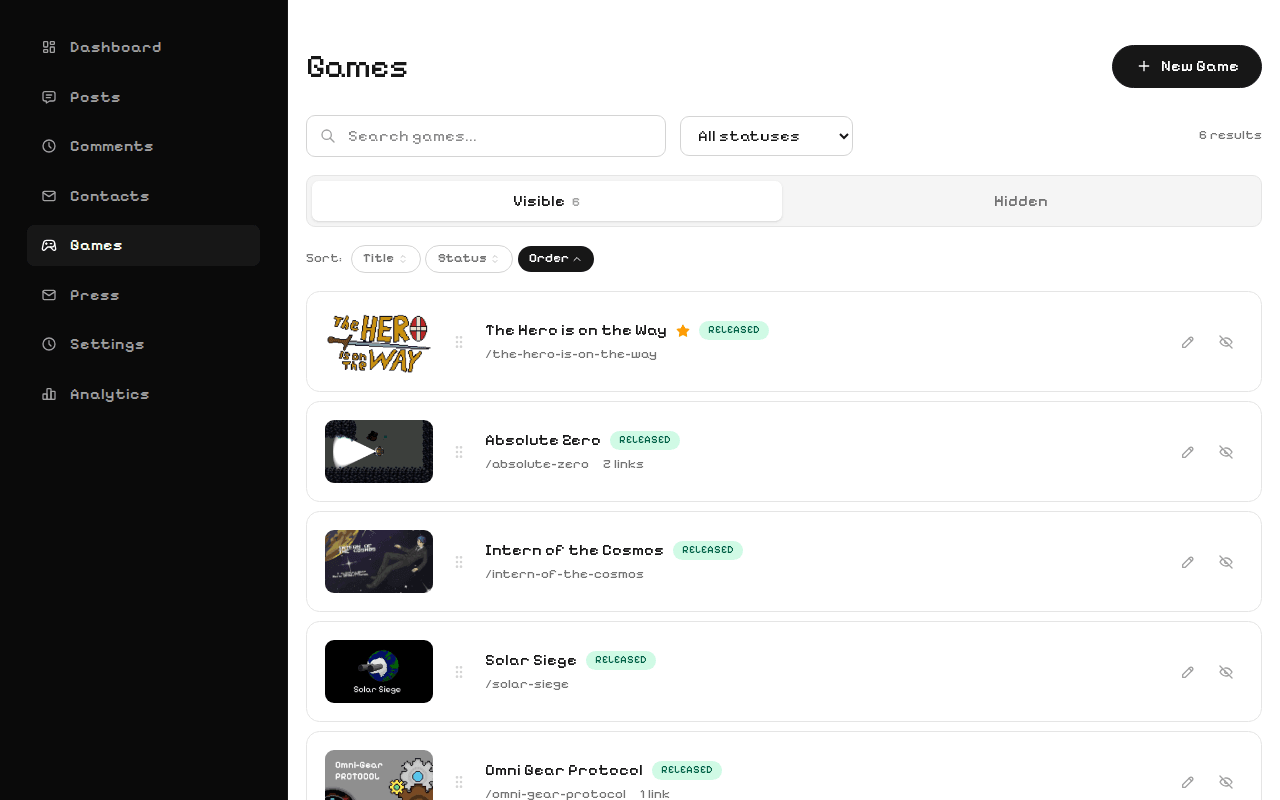 Dashboard
Posts
Comments
Contacts
Games
Press
Settings
Analytics
Games
New Game
Search games...
All statuses
6 results
Visible 6
Hidden
Sort:
Title
Status
Order
The HERO
is on
The WAY
The Hero is on the Way
RELEASED
/the-hero-is-on-the-way
Absolute Zero
RELEASED
/absolute-zero 2 links
INTERN OF
THE COSMOS
Intern of the Cosmos
RELEASED
/intern-of-the-cosmos
Solar Siege
Solar Siege
RELEASED
/solar-siege
Omni-Gear
PROTOCOL
Omni Gear Protocol
RELEASED
/omni-gear-protocol 1 link